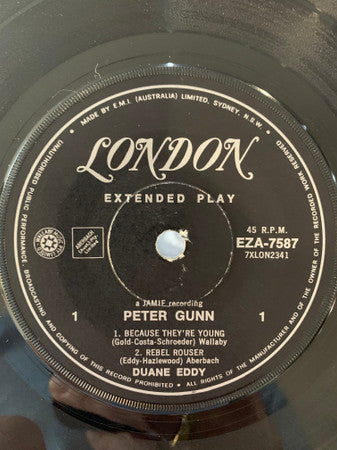 MADE BY E.M.I. (AUSTRALIA) LIMITED, SYDNEY, N.S.W.
ALL RIGHTS OF THE MANUFACTURER AND OF THE OWNER OF THE RECORDED WORK RESERVED
UNAUTHORISED PUBLIC PERFORMANCE BROADCASTING AND COPYING OF THIS RECORD PROHIBITED
LONDON
EXTENDED PLAY
45 R.P.M.
EZA-7587
7XLON2341
a JAMIE recording
1 PETER GUNN 1
1. BECAUSE THEY'RE YOUNG
(Gold-Costa-Schroeder) Wallaby
2. REBEL ROUSER
(Eddy-Hazlewood) Aberbach
DUANE EDDY